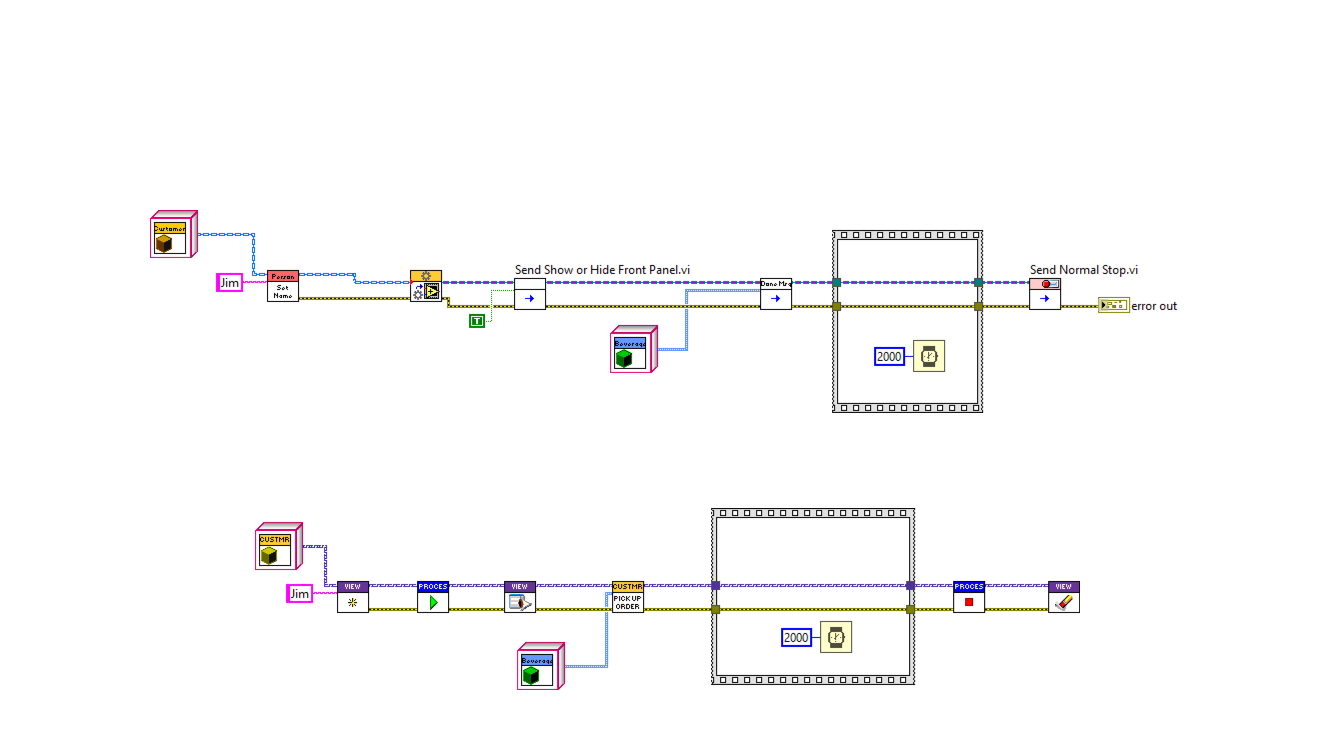 Customer
Jim
Person
Set
Name
Send Show or Hide Front Panel.vi
T
Beverage
Done Msg
2000
Send Normal Stop.vi
error out
CUSTMR
Jim
VIEW
PROCES
VIEW
CUSTMR
PICK UP
ORDER
Beverage
2000
PROCES
VIEW